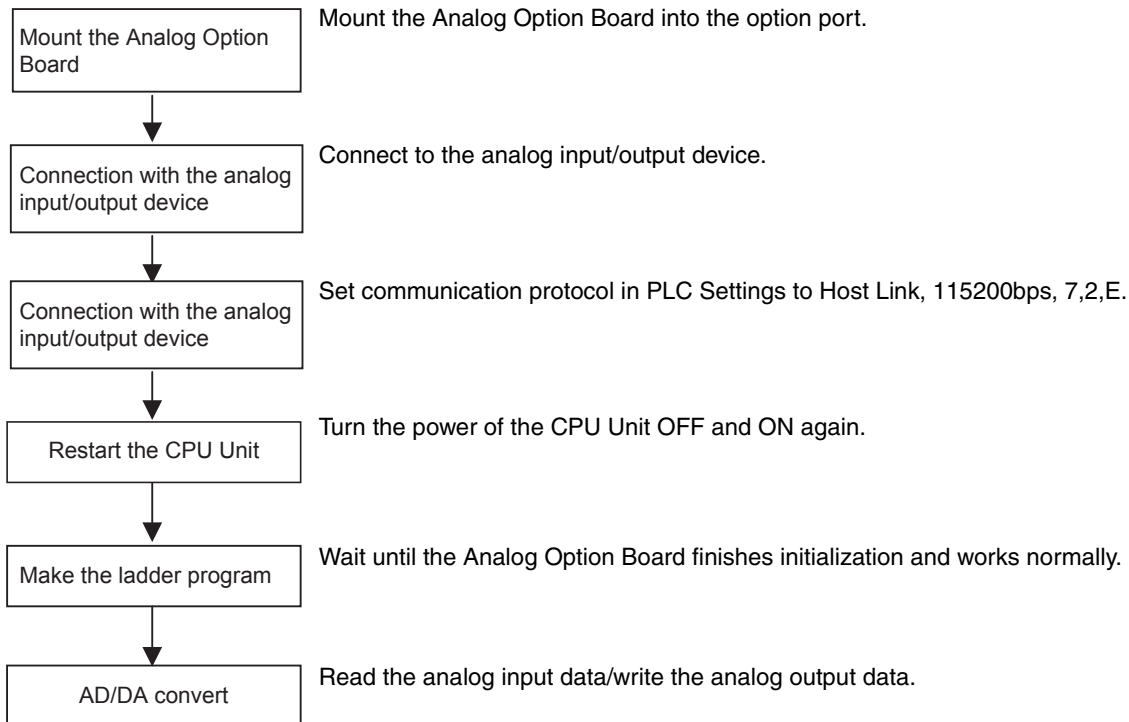 Mount the Analog Option
Board
Mount the Analog Option Board into the option port.
Connection with the analog
input/output device
Connect to the analog input/output device.
Connection with the analog
input/output device
Set communication protocol in PLC Settings to Host Link, 115200bps, 7,2,E.
Restart the CPU Unit
Turn the power of the CPU Unit OFF and ON again.
Make the ladder program
Wait until the Analog Option Board finishes initialization and works normally.
AD/DA convert
Read the analog input data/write the analog output data.